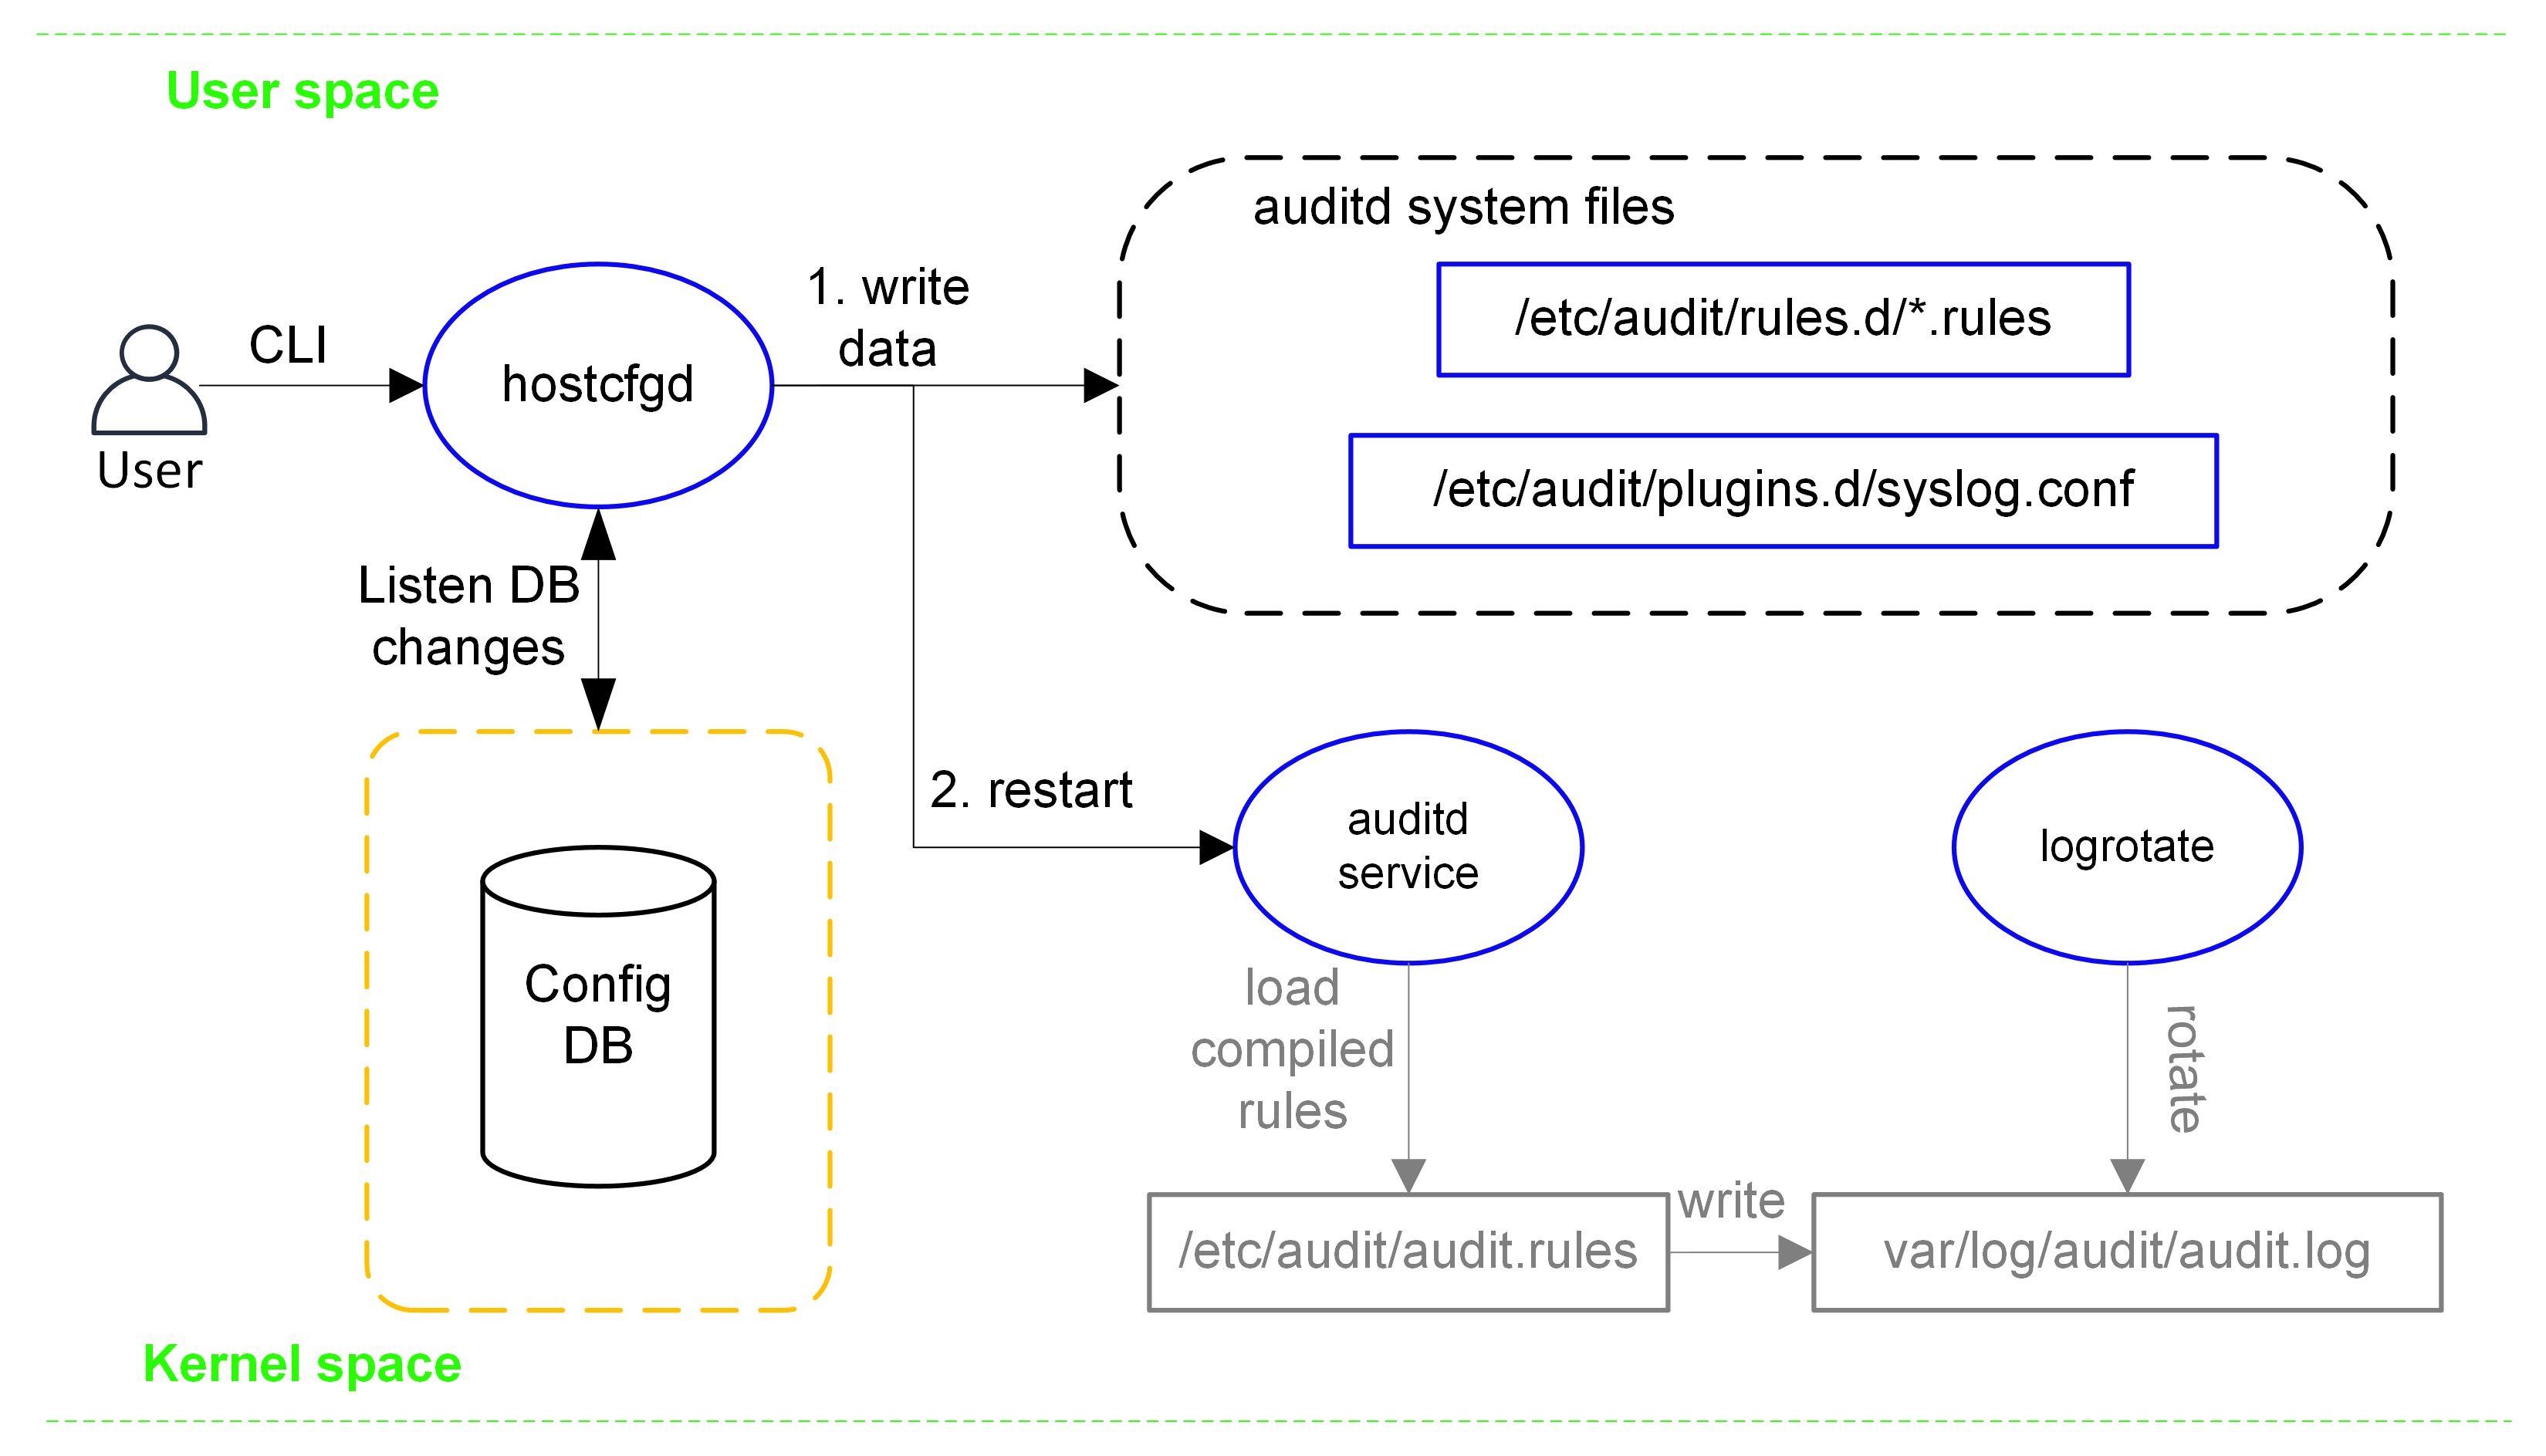 User space
auditd system files
/etc/audit/rules.d/*.rules
/etc/audit/plugins.d/syslog.conf
1. write
data
CLI
hostcfgd
User
Listen DB
changes
2. restart
auditd
service
logrotate
Config
DB
load
compiled
rules
rotate
write
/etc/audit/audit.rules
var/log/audit/audit.log
Kernel space